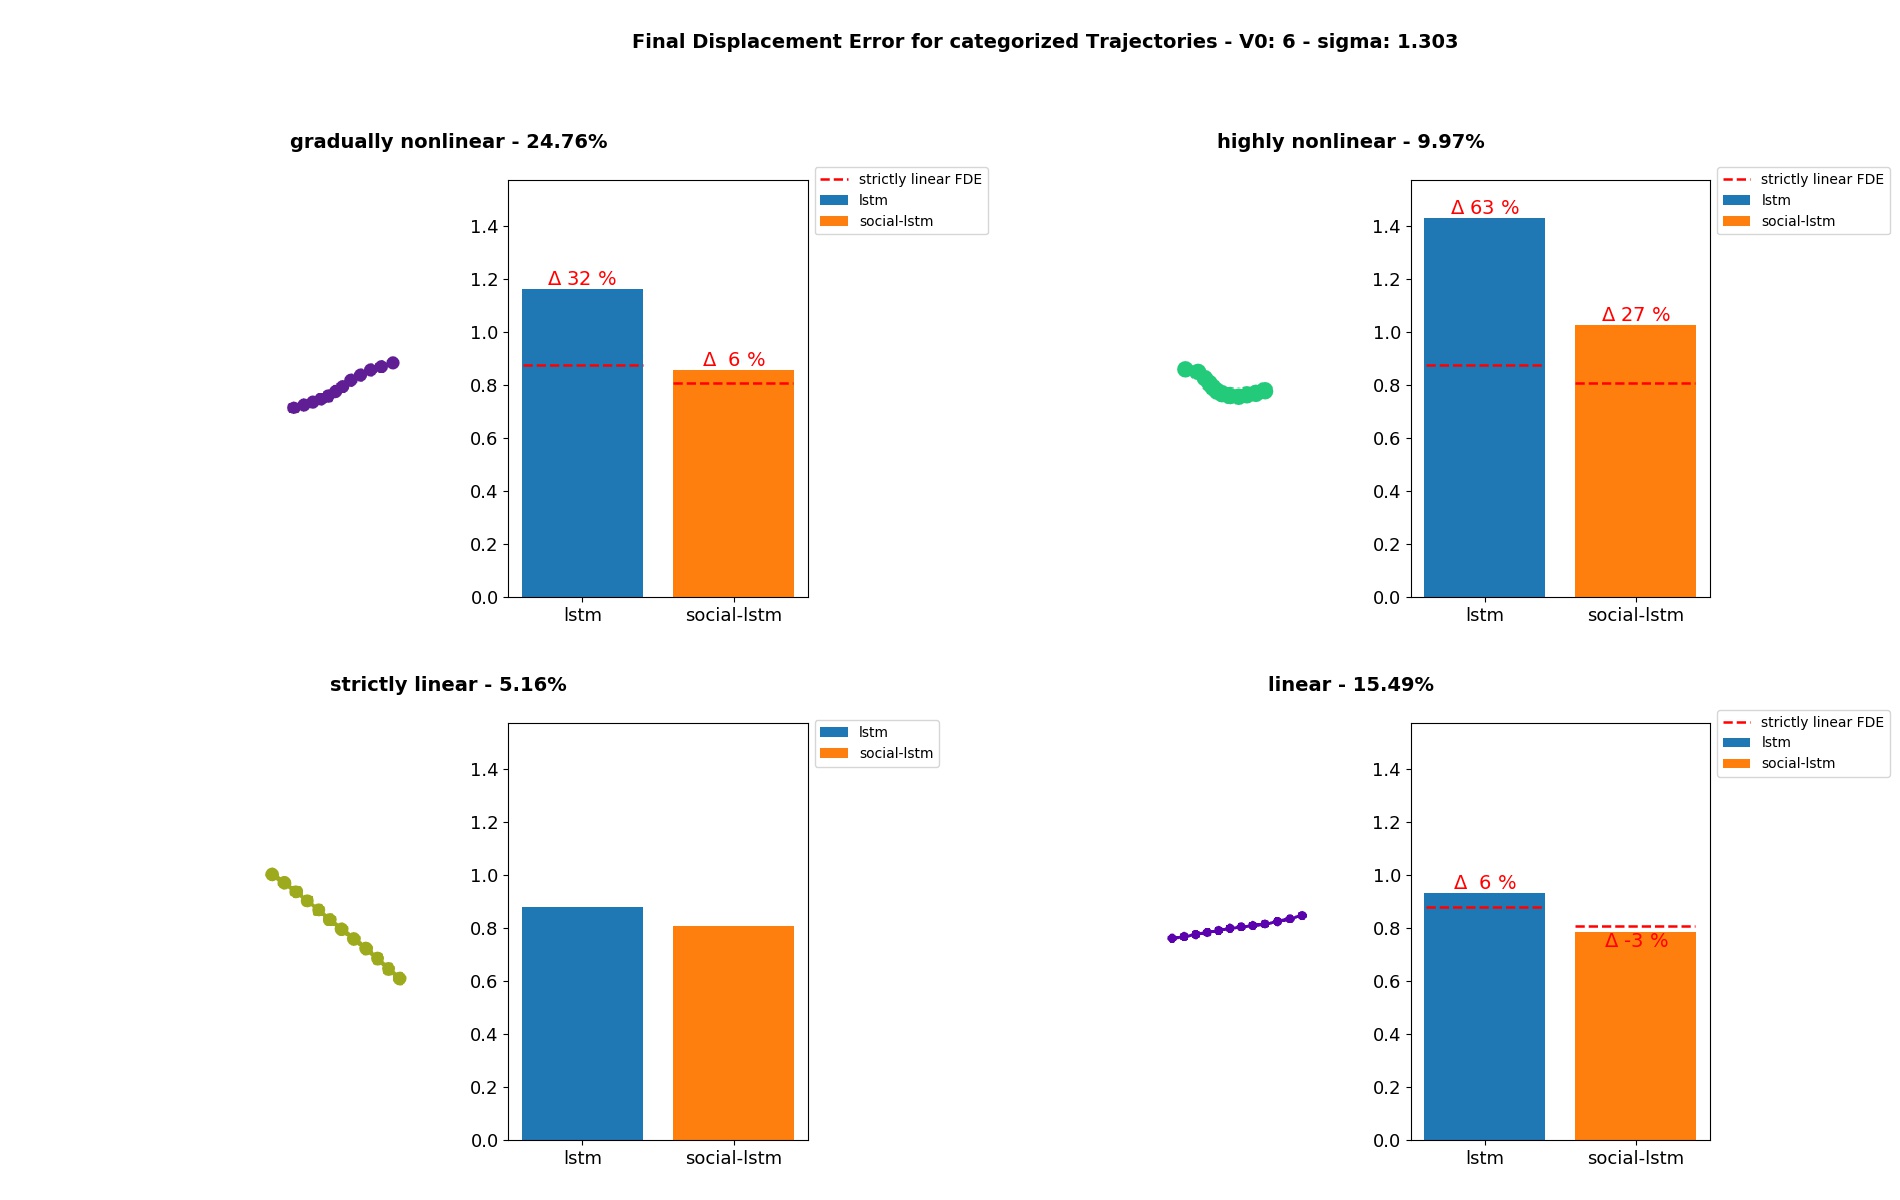 Final Displacement Error for categorized Trajectories - V0: 6 - sigma: 1.303
gradually nonlinear - 24.76%
strictly linear FDE
lstm
social-lstm
1.4
1.2
1.0
0.8
0.6
0.4
0.2
0.0
Δ 32 %
Δ  6 %
lstm
social-lstm
highly nonlinear - 9.97%
strictly linear FDE
lstm
social-lstm
1.4
1.2
1.0
0.8
0.6
0.4
0.2
0.0
Δ 63 %
Δ 27 %
lstm
social-lstm
strictly linear - 5.16%
lstm
social-lstm
1.4
1.2
1.0
0.8
0.6
0.4
0.2
0.0
lstm
social-lstm
linear - 15.49%
strictly linear FDE
lstm
social-lstm
1.4
1.2
1.0
0.8
0.6
0.4
0.2
0.0
Δ  6 %
Δ -3 %
lstm
social-lstm